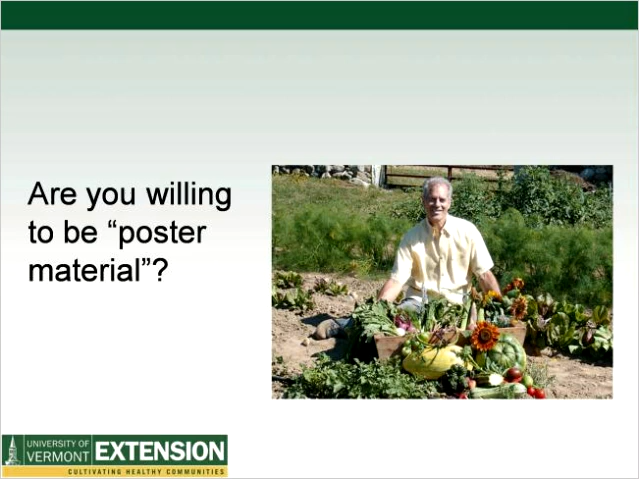 Are you willing
to be “poster
material”?
UNIVERSITY OF
VERMONT
EXTENSION
CULTIVATING HEALTHY COMMUNITIES